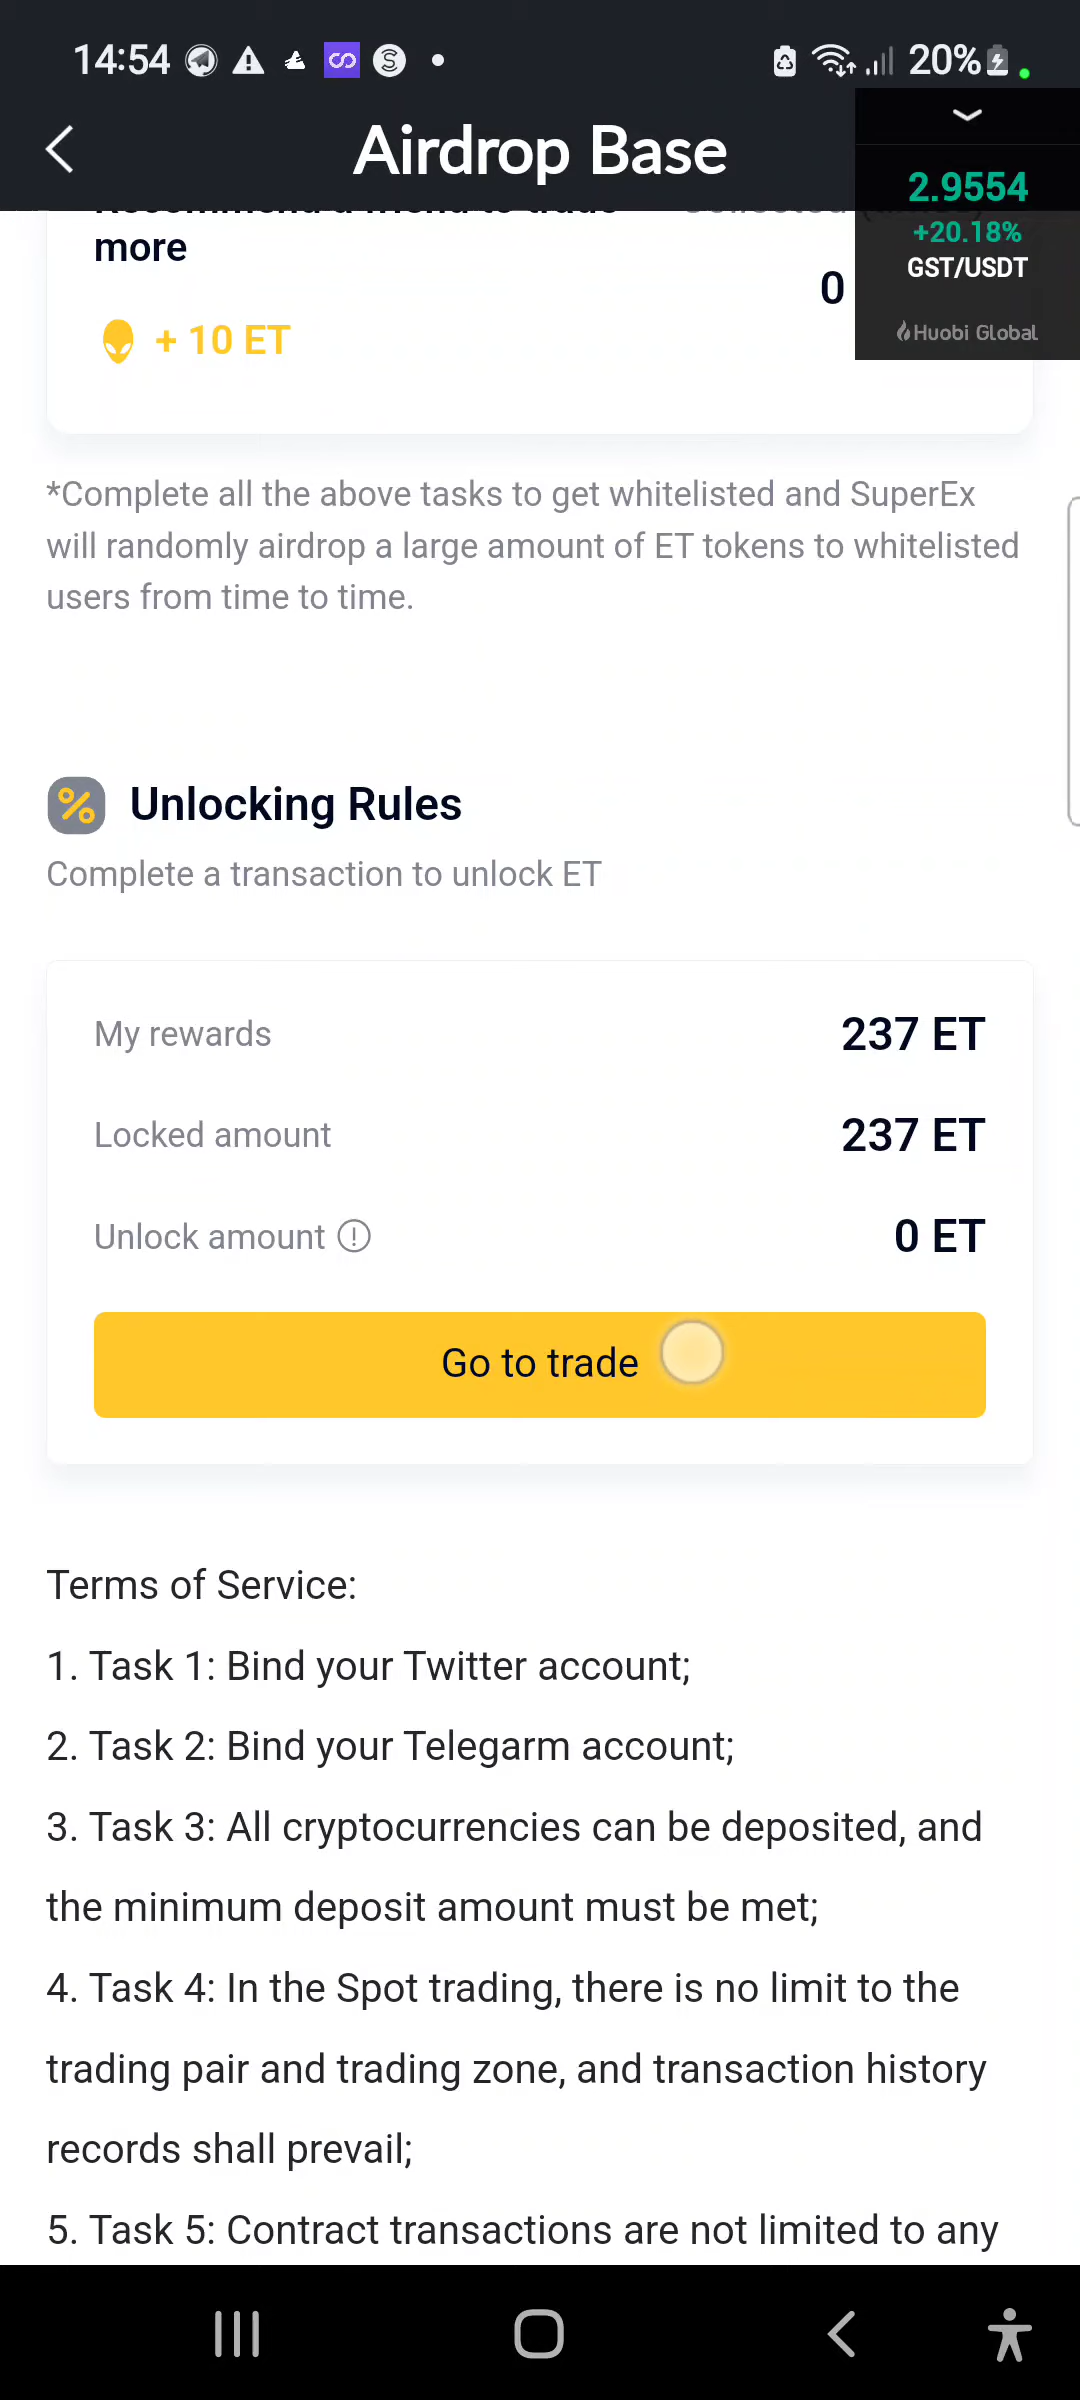 14:54
20%
Airdrop Base
2.9554
+20.18%
GST/USDT
Huobi Global
more
0
+ 10 ET
*Complete all the above tasks to get whitelisted and SuperEx
will randomly airdrop a large amount of ET tokens to whitelisted
users from time to time.
Unlocking Rules
Complete a transaction to unlock ET
My rewards
237 ET
Locked amount
237 ET
Unlock amount
0 ET
Go to trade
Terms of Service:
1. Task 1: Bind your Twitter account;
2. Task 2: Bind your Telegarm account;
3. Task 3: All cryptocurrencies can be deposited, and
the minimum deposit amount must be met;
4. Task 4: In the Spot trading, there is no limit to the
trading pair and trading zone, and transaction history
records shall prevail;
5. Task 5: Contract transactions are not limited to any